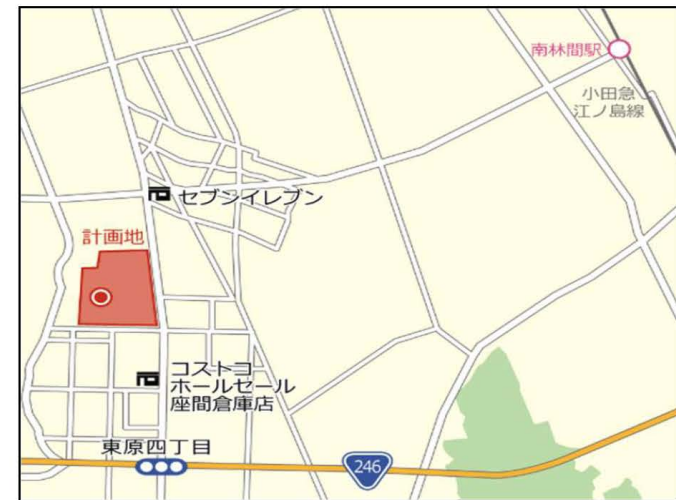 南林間駅
小田急
江ノ島線
セブンイレブン
計画地
コストコ
ホールセール
座間倉庫店
東原四丁目
246